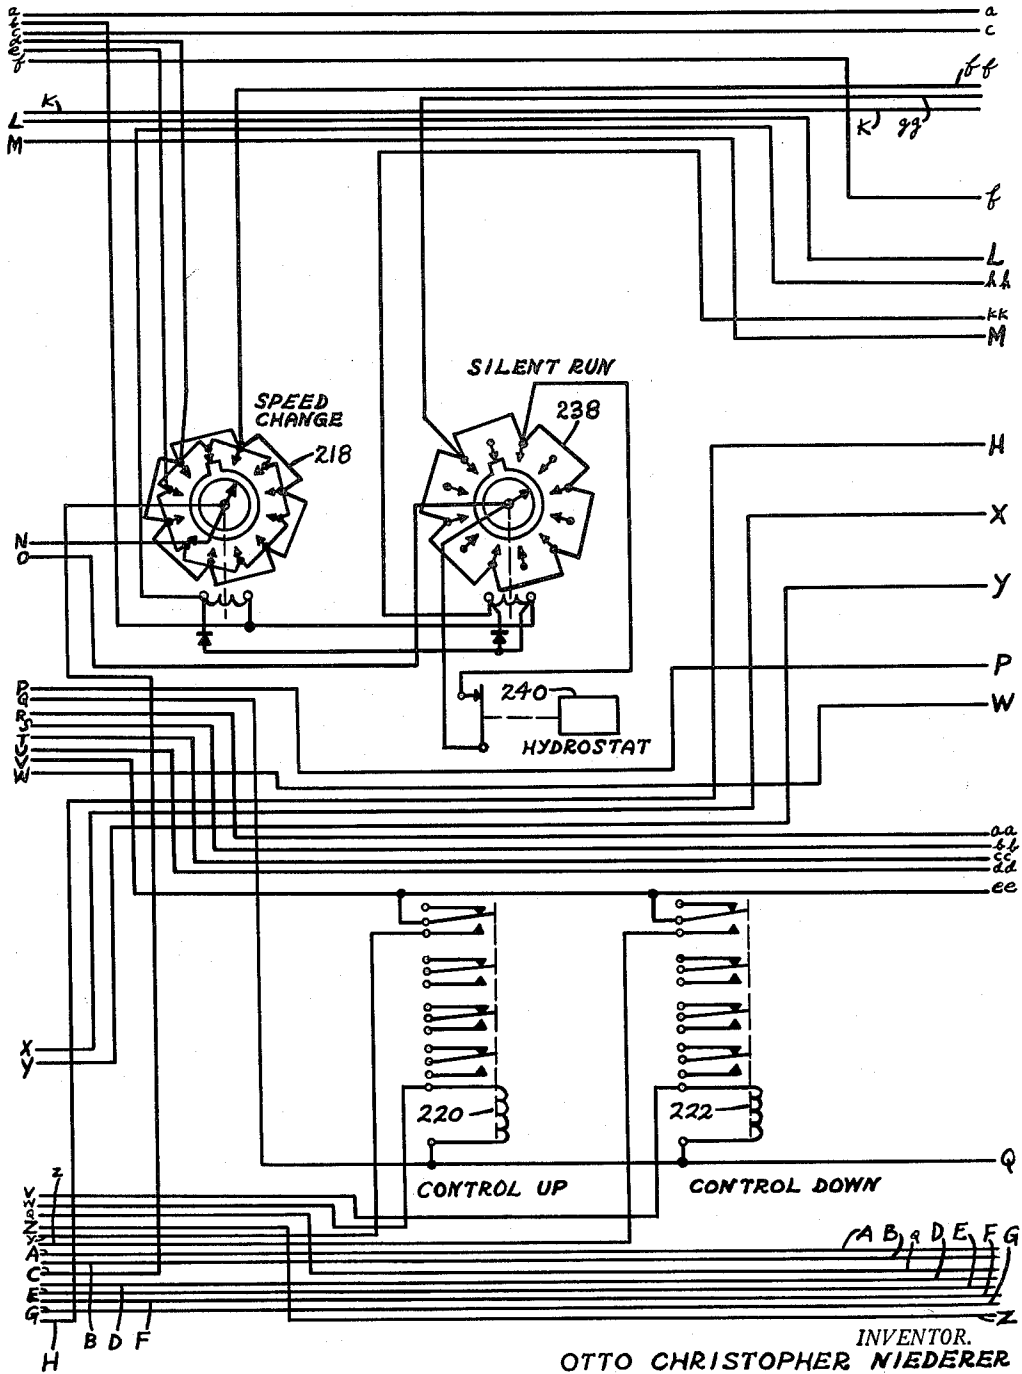 a
a
c
c
e
f
ff
K
K
gg
L
M
f
L
hh
kk
M
SILENT RUN
SPEED
CHANGE
238
218
H
X
N
O
Y
P
W
240
HYDROSTAT
P
Q
R
S
T
U
V
W
aa
bb
cc
dd
ee
X
Y
220
222
Q
CONTROL UP
CONTROL DOWN
z
Z
A
C
E
G
A B a D E F G
Z
B D F
H
INVENTOR.
OTTO CHRISTOPHER NIEDERER